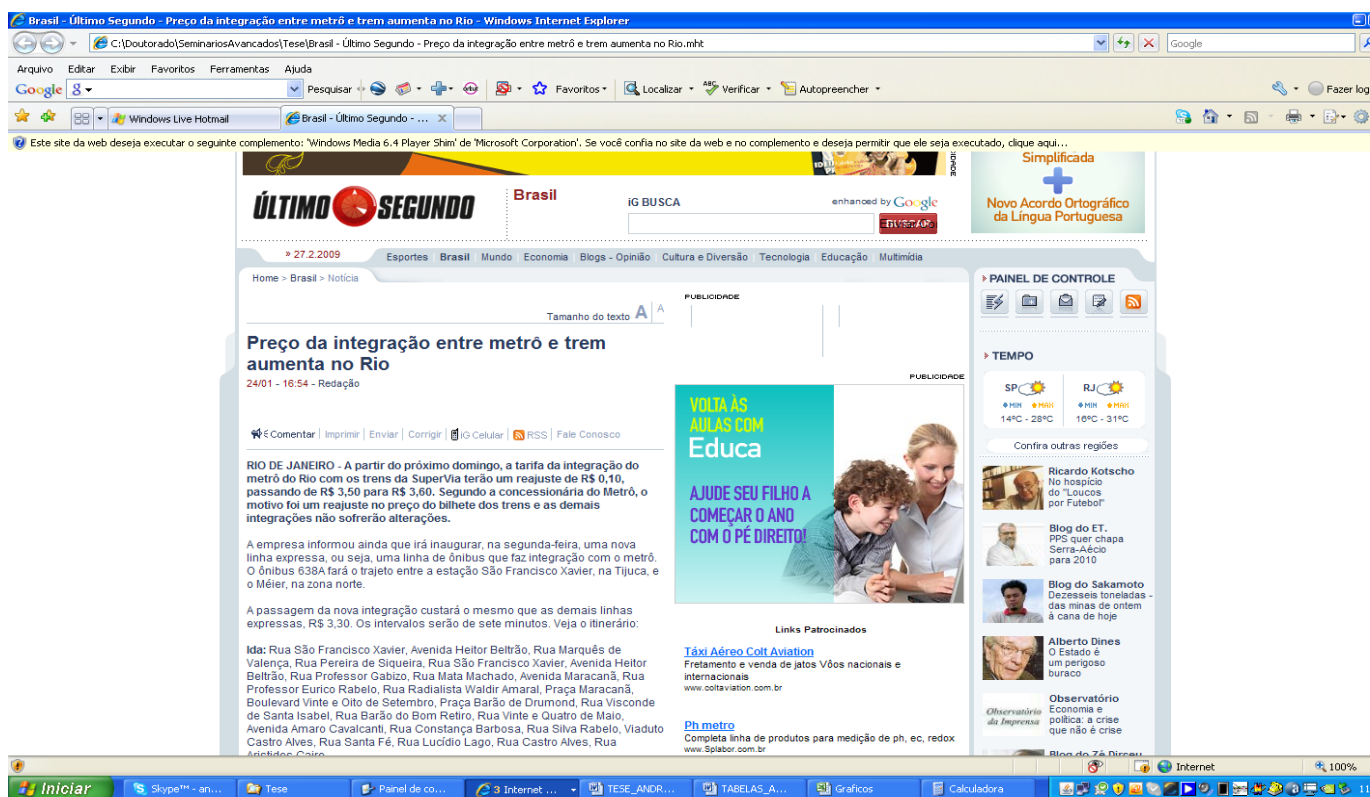 Brasil - Último Segundo - Preço da integração entre metrô e trem aumenta no Rio - Windows Internet Explorer
C:\Doutorado\SeminariosAvancados\Tese\Brasil - Último Segundo - Preço da integração entre metrô e trem aumenta no Rio.mht
Google
Arquivo Editar Exibir Favoritos Ferramentas Ajuda
Google
Pesquisar
Favoritos
Localizar
Verificar
Autopreencher
Fazer log
Windows Live Hotmail
Brasil - Último Segundo - ...
Este site da web deseja executar o seguinte complemento: 'Windows Media 6.4 Player Shim' de 'Microsoft Corporation'. Se você confia no site da web e no complemento e deseja permitir que ele seja executado, clique aqui...
ÚLTIMO SEGUNDO
Brasil
iG BUSCA
enhanced by Google
Simplificada
+
Novo Acordo Ortográfico
da Língua Portuguesa
» 27.2.2009
Esportes Brasil Mundo Economia Blogs - Opinião Cultura e Diversão Tecnologia Educação Multimídia
Home > Brasil > Notícia
Tamanho do texto A A
Preço da integração entre metrô e trem
aumenta no Rio
24/01 - 16:54 - Redação
Comentar Imprimir Enviar Corrigir iG Celular RSS Fale Conosco
RIO DE JANEIRO - A partir do próximo domingo, a tarifa da integração do
metrô do Rio com os trens da SuperVia terão um reajuste de R$ 0,10,
passando de R$ 3,50 para R$ 3,60. Segundo a concessionária do Metrô, o
motivo foi um reajuste no preço do bilhete dos trens e as demais
integrações não sofrerão alterações.
A empresa informou ainda que irá inaugurar, na segunda-feira, uma nova
linha expressa, ou seja, uma linha de ônibus que faz integração com o metrô.
O ônibus 638A fará o trajeto entre a estação São Francisco Xavier, na Tijuca, e
o Méier, na zona norte.
A passagem da nova integração custará o mesmo que as demais linhas
expressas, R$ 3,30. Os intervalos serão de sete minutos. Veja o itinerário:
Ida: Rua São Francisco Xavier, Avenida Heitor Beltrão, Rua Marquês de
Valença, Rua Pereira de Siqueira, Rua São Francisco Xavier, Avenida Heitor
Beltrão, Rua Professor Gabizo, Rua Mata Machado, Avenida Maracanã, Rua
Professor Eurico Rabelo, Rua Radialista Waldir Amaral, Praça Maracanã,
Boulevard Vinte e Oito de Setembro, Praça Barão de Drumond, Rua Visconde
de Santa Isabel, Rua Barão do Bom Retiro, Rua Vinte e Quatro de Maio,
Avenida Amaro Cavalcanti, Rua Constança Barbosa, Rua Silva Rabelo, Viaduto
Castro Alves, Rua Santa Fé, Rua Lucídio Lago, Rua Castro Alves, Rua
Aristides Caire
PUBLICIDADE
PUBLICIDADE
VOLTA ÀS
AULAS COM
Educa
AJUDE SEU FILHO A
COMEÇAR O ANO
COM O PÉ DIREITO!
Links Patrocinados
Táxi Aéreo Colt Aviation
Fretamento e venda de jatos Vôos nacionais e
internacionais
www.coltaviation.com.br
Ph metro
Completa linha de produtos para medição de ph, ec, redox
www.Splabor.com.br
PAINEL DE CONTROLE
TEMPO
SP RJ
MIN MAX MIN MAX
14ºC - 28ºC 16ºC - 31ºC
Confira outras regiões
Ricardo Kotscho
No hospício
do "Loucos
por Futebol"
Blog do ET.
PPS quer chapa
Serra-Aécio
para 2010
Blog do Sakamoto
Dezesseis toneladas -
das minas de ontem
à cana de hoje
Alberto Dines
O Estado é
um perigoso
buraco
Observatório
da Imprensa
Observatório
Economia e
política: a crise
que não é crise
Blog do Zé Dirceu
Internet
100%
Iniciar
Skype™ - an...
Tese
Painel de co...
3 Internet ...
TESE_ANDR...
TABELAS_A...
Graficos
Calculadora